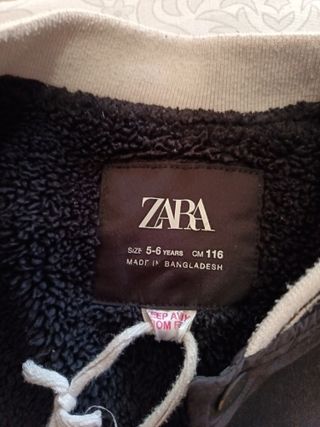 ZARA
SIZE 5-6 YEARS CM 116
MADE IN BANGLADESH